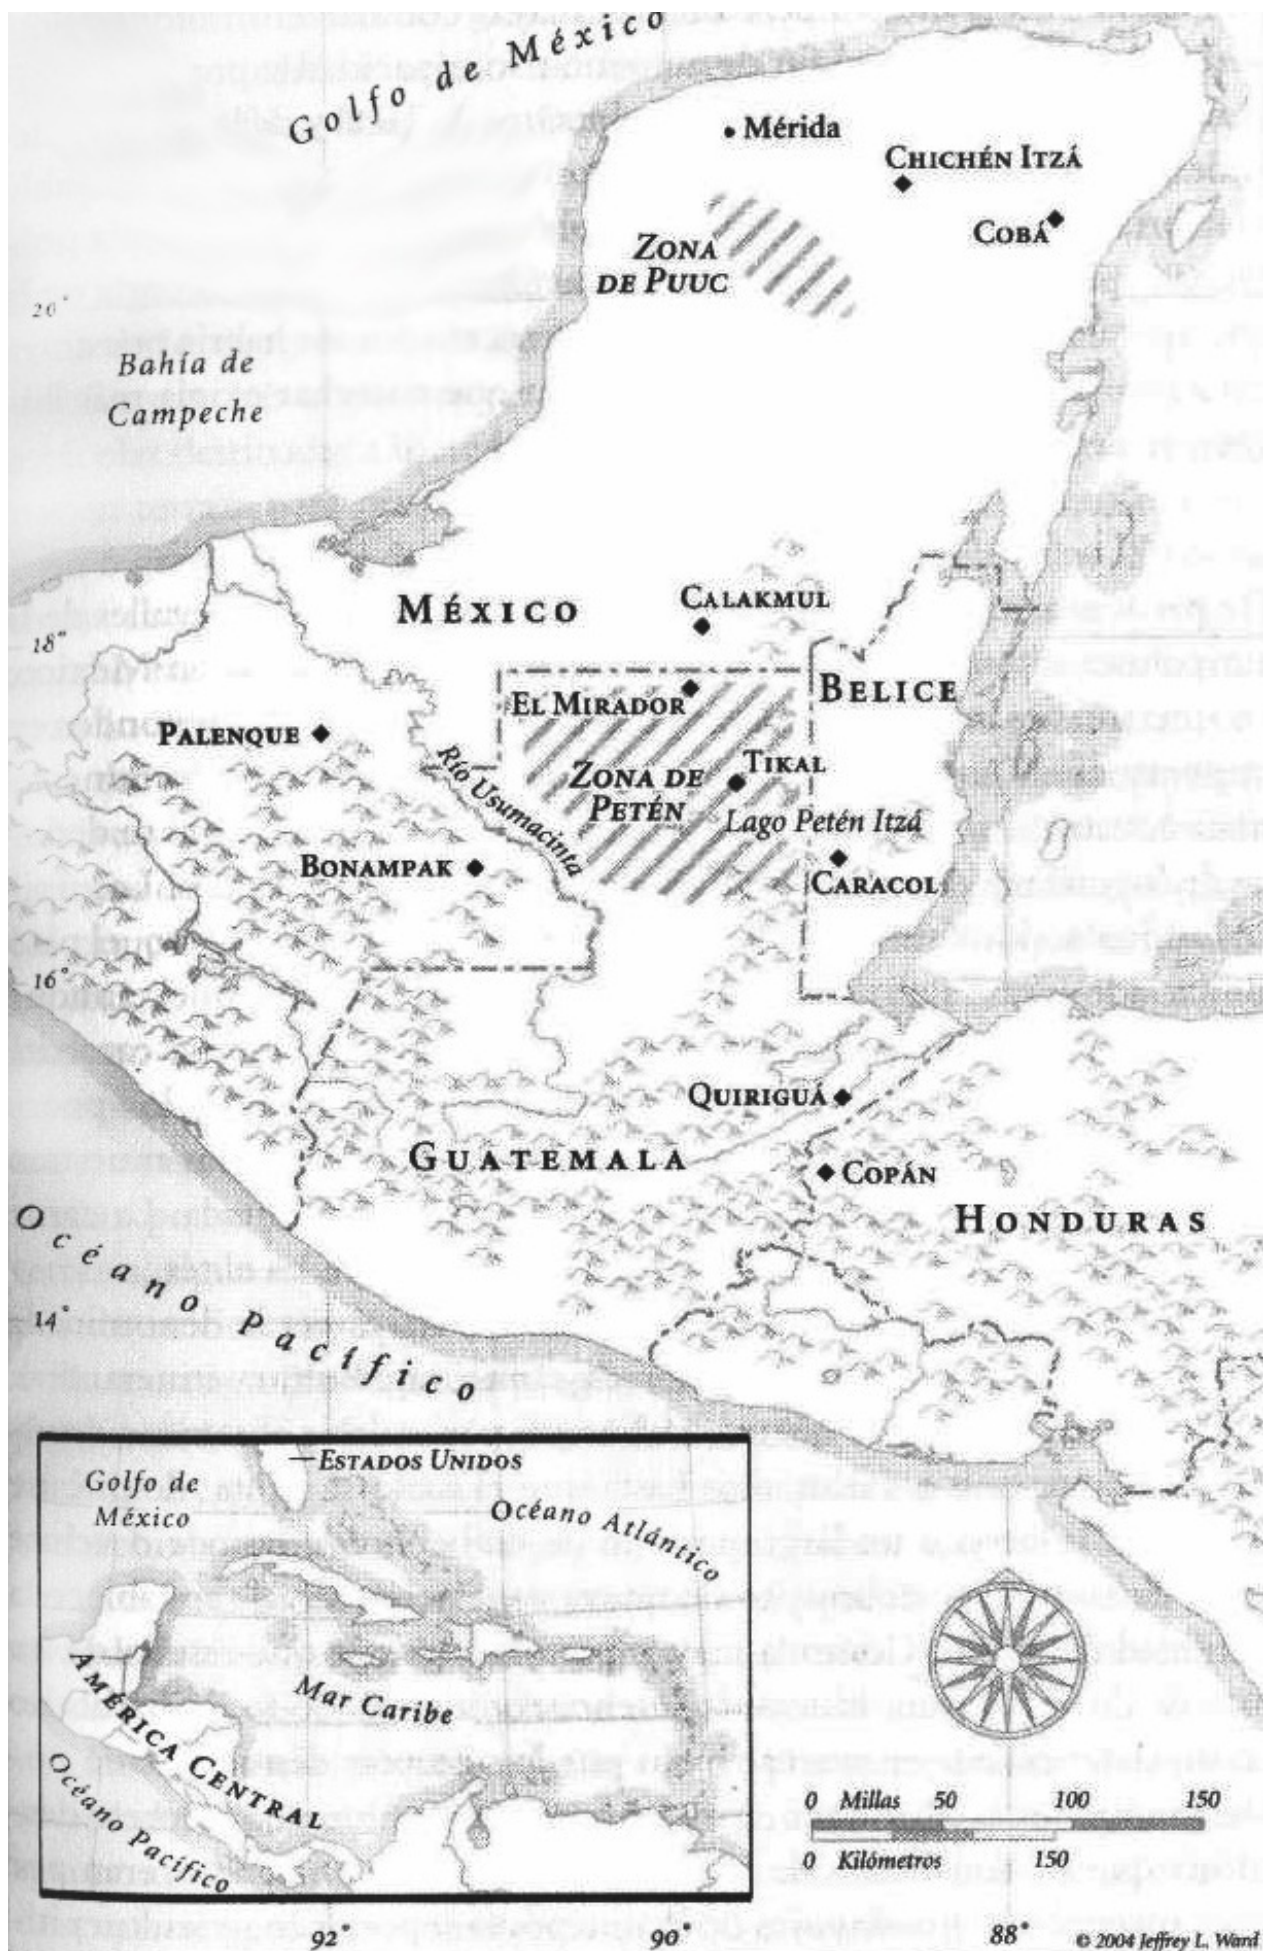 Golfo de México
Mérida
CHICHÉN ITZÁ
COBÁ
ZONA
DE PUUC
20°
Bahía de
Campeche
MÉXICO
CALAKMUL
18°
EL MIRADOR
BELICE
PALENQUE
Río Usumacinta
TIKAL
ZONA DE
PETÉN
Lago Petén Itzá
BONAMPAK
CARACOL
16°
QUIRIGUÁ
GUATEMALA
COPÁN
HONDURAS
Océano Pacífico
14°
ESTADOS UNIDOS
Golfo de
México
Océano Atlántico
Mar Caribe
AMÉRICA CENTRAL
Océano Pacífico
0 Millas 50 100 150
0 Kilómetros 150
92° 90° 88°
© 2004 Jeffrey L. Ward